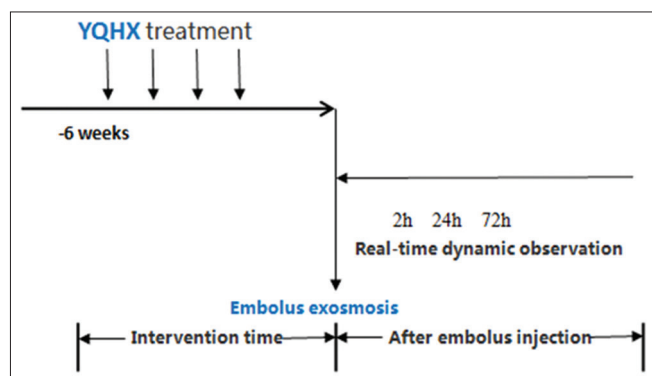 YQHX treatment
-6 weeks
2h 24h 72h
Real-time dynamic observation
Embolus exosmosis
Intervention time
After embolus injection